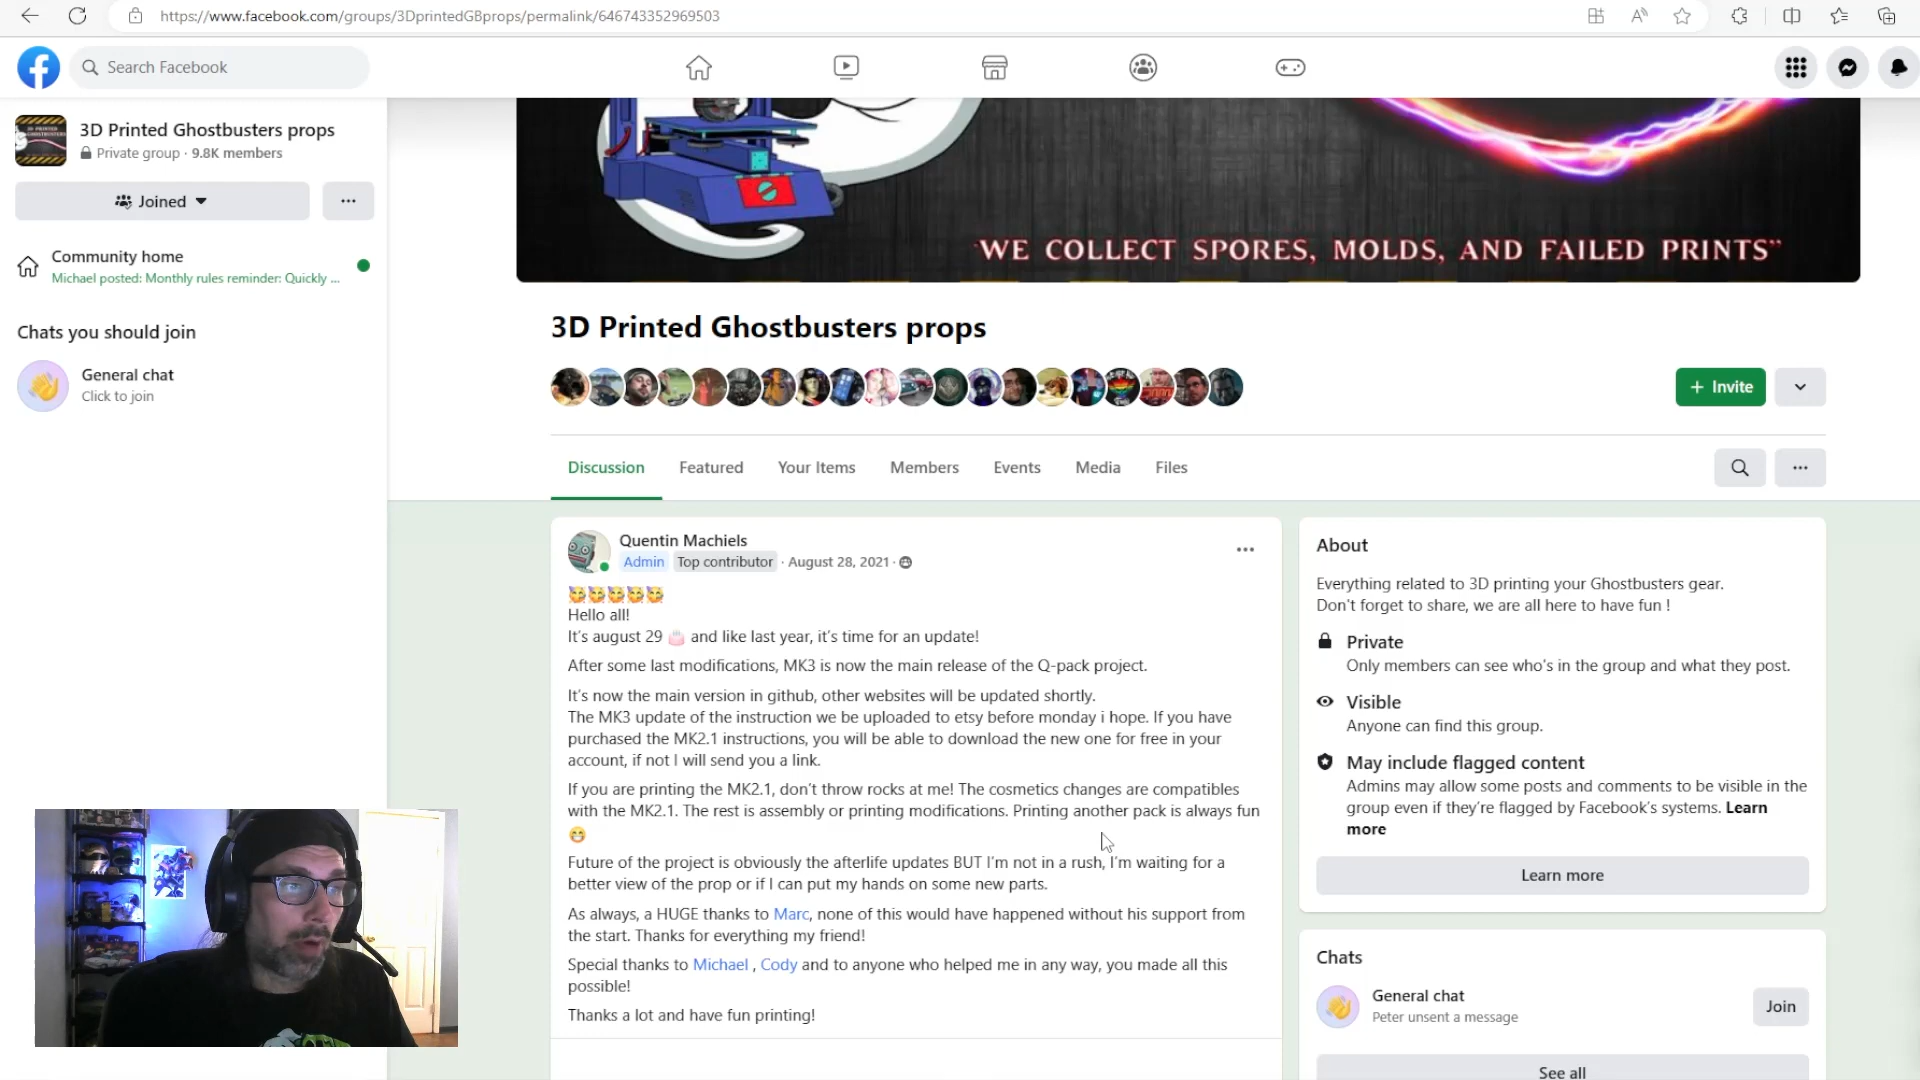 https://www.facebook.com/groups/3DprintedGBprops/permalink/646743352969503
Search Facebook
3D Printed Ghostbusters props
Private group · 9.8K members
Joined
Community home
Michael posted: Monthly rules reminder: Quickly ...
Chats you should join
General chat
Click to join
"WE COLLECT SPORES, MOLDS, AND FAILED PRINTS"
3D Printed Ghostbusters props
+ Invite
Discussion Featured Your Items Members Events Media Files
Quentin Machiels
Admin Top contributor · August 28, 2021 ·
🥳🥳🥳🥳🥳
Hello all!
It's august 29 🎂 and like last year, it's time for an update!
After some last modifications, MK3 is now the main release of the Q-pack project.
It's now the main version in github, other websites will be updated shortly.
The MK3 update of the instruction we be uploaded to etsy before monday i hope. If you have
purchased the MK2.1 instructions, you will be able to download the new one for free in your
account, if not I will send you a link.
If you are printing the MK2.1, don't throw rocks at me! The cosmetics changes are compatibles
with the MK2.1. The rest is assembly or printing modifications. Printing another pack is always fun
😁
Future of the project is obviously the afterlife updates BUT I'm not in a rush, I'm waiting for a
better view of the prop or if I can put my hands on some new parts.
As always, a HUGE thanks to Marc, none of this would have happened without his support from
the start. Thanks for everything my friend!
Special thanks to Michael , Cody and to anyone who helped me in any way, you made all this
possible!
Thanks a lot and have fun printing!
About
Everything related to 3D printing your Ghostbusters gear.
Don't forget to share, we are all here to have fun !
Private
Only members can see who's in the group and what they post.
Visible
Anyone can find this group.
May include flagged content
Admins may allow some posts and comments to be visible in the
group even if they're flagged by Facebook's systems. Learn
more
Learn more
Chats
General chat
Peter unsent a message
Join
See all